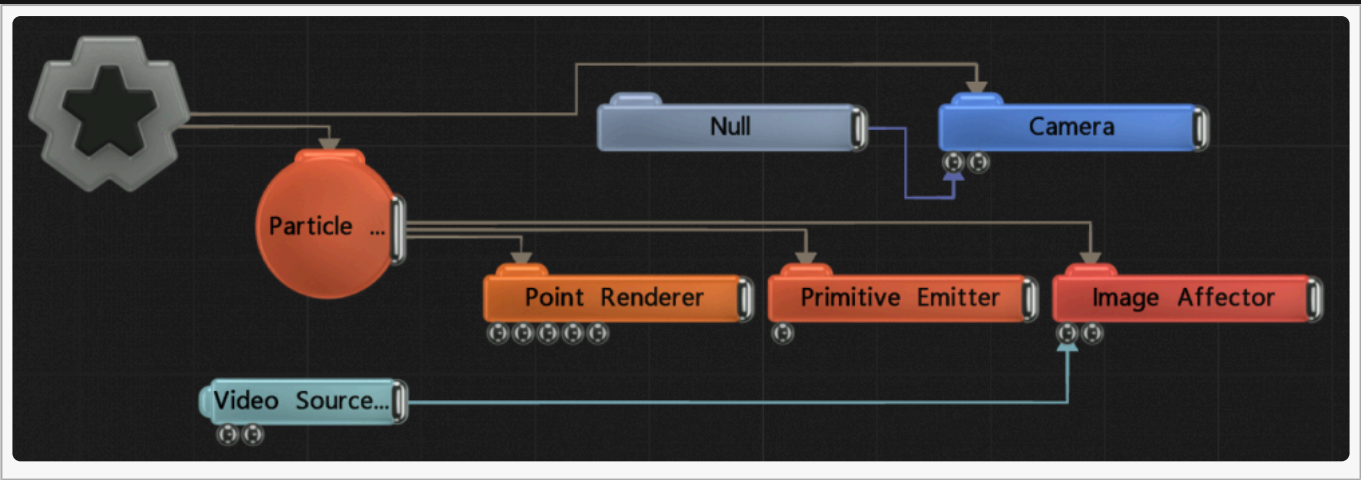 Null
Camera
Particle ...
Point Renderer
Primitive Emitter
Image Affector
Video Source...